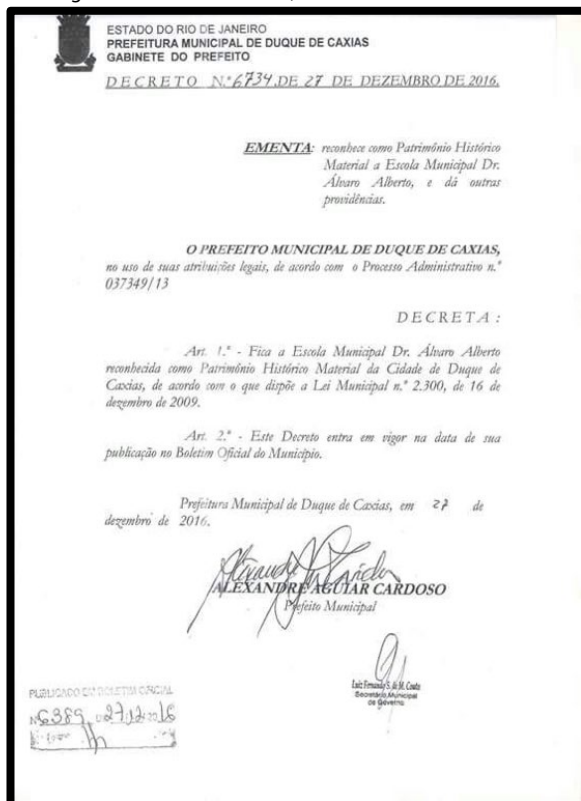 ESTADO DO RIO DE JANEIRO
PREFEITURA MUNICIPAL DE DUQUE DE CAXIAS
GABINETE DO PREFEITO
DECRETO N.º 6734, DE 27 DE DEZEMBRO DE 2016.
EMENTA: reconhece como Patrimônio Histórico
Material a Escola Municipal Dr.
Álvaro Alberto, e dá outras
providências.
O PREFEITO MUNICIPAL DE DUQUE DE CAXIAS,
no uso de suas atribuições legais, de acordo com o Processo Administrativo n.º
037349/13
DECRETA:
Art. 1.º - Fica a Escola Municipal Dr. Álvaro Alberto
reconhecida como Patrimônio Histórico Material da Cidade de Duque de
Caxias, de acordo com o que dispõe a Lei Municipal n.º 2.300, de 16 de
dezembro de 2009.
Art. 2.º - Este Decreto entra em vigor na data de sua
publicação no Boletim Oficial do Município.
Prefeitura Municipal de Duque de Caxias, em 27 de
dezembro de 2016.
ALEXANDRE AGUIAR CARDOSO
Prefeito Municipal
Luiz Fernando S. de M. Couto
Secretário Municipal
de Governo
PUBLICADO EM BOLETIM OFICIAL
Nº 6389 27/12/2016